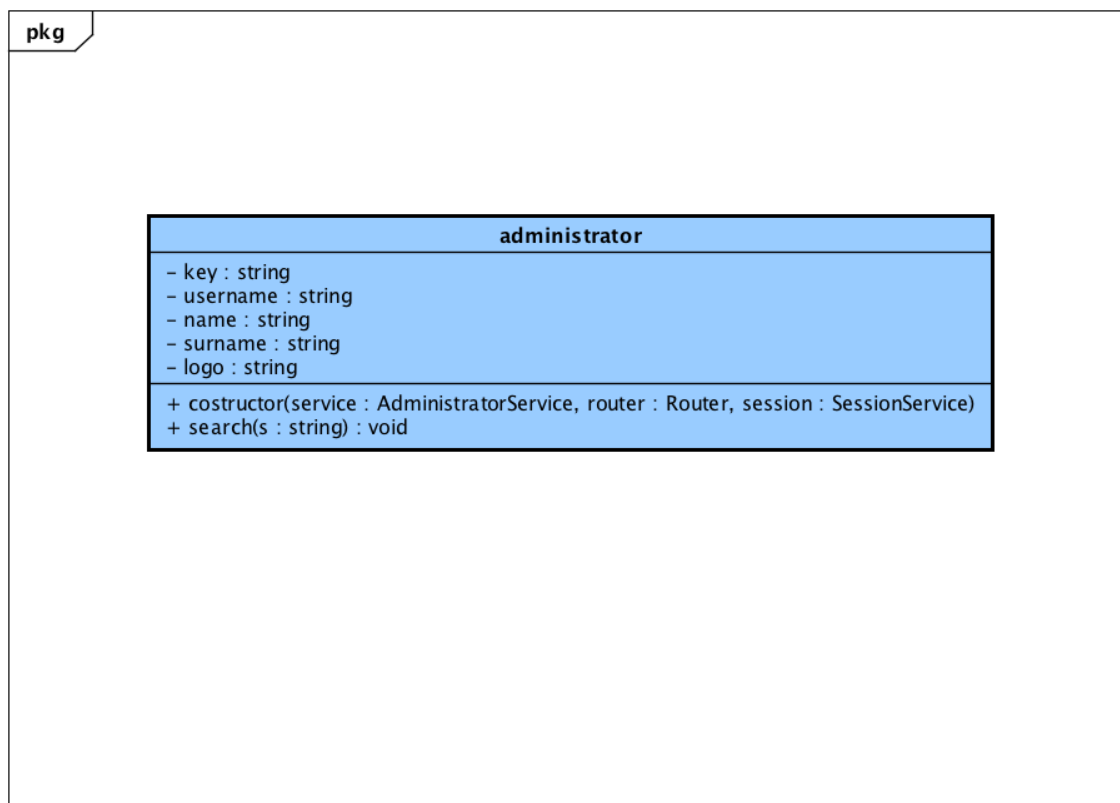 pkg
administrator
– key : string
– username : string
– name : string
– surname : string
– logo : string
+ costructor(service : AdministratorService, router : Router, session : SessionService)
+ search(s : string) : void